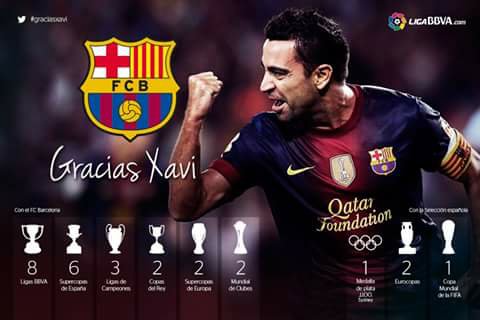 #graciasxavi
LIGABBVA.com
FCB
Gracias Xavi
Qatar
Foundation
Con el FC Barcelona
8
Ligas BBVA
6
Supercopas
de España
3
Ligas de
Campeones
2
Copas
del Rey
2
Supercopas
de Europa
2
Mundial
de Clubes
Con la Selección española
1
Medalla
de plata
JJOO.
Sydney
2
Eurocopas
1
Copa
Mundial
de la FIFA